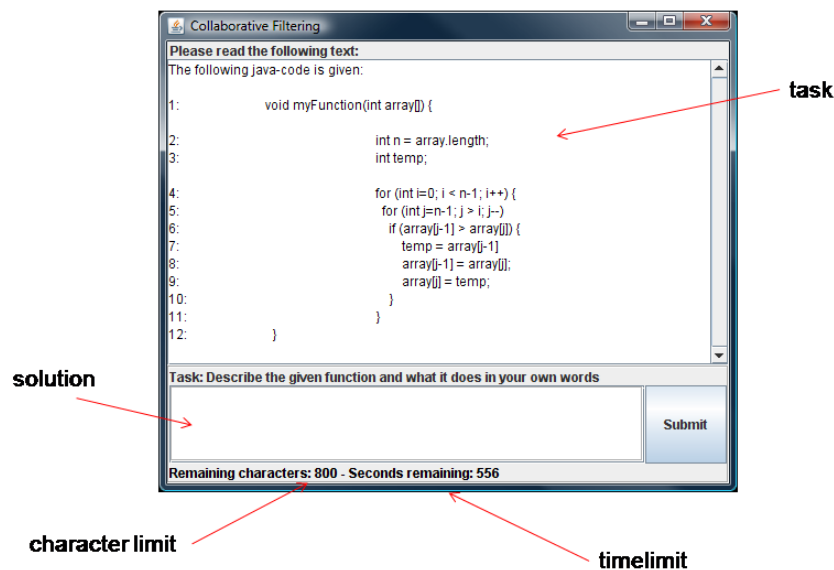 Collaborative Filtering
Please read the following text:
The following java-code is given:
task
1: void myFunction(int array[]) {
2: int n = array.length;
3: int temp;
4: for (int i=0; i < n-1; i++) {
5: for (int j=n-1; j > i; j--)
6: if (array[j-1] > array[j]) {
7: temp = array[j-1]
8: array[j-1] = array[j];
9: array[j] = temp;
10: }
11: }
12: }
solution
Task: Describe the given function and what it does in your own words
Submit
Remaining characters: 800 - Seconds remaining: 556
character limit
timelimit